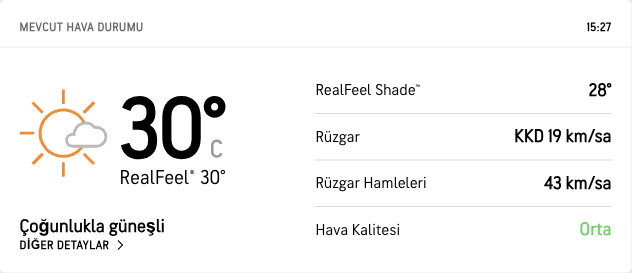 MEVCUT HAVA DURUMU 15:27
30° C
RealFeel® 30°
Çoğunlukla güneşli
DİĞER DETAYLAR >
RealFeel Shade™ 28°
Rüzgar KKD 19 km/sa
Rüzgar Hamleleri 43 km/sa
Hava Kalitesi Orta